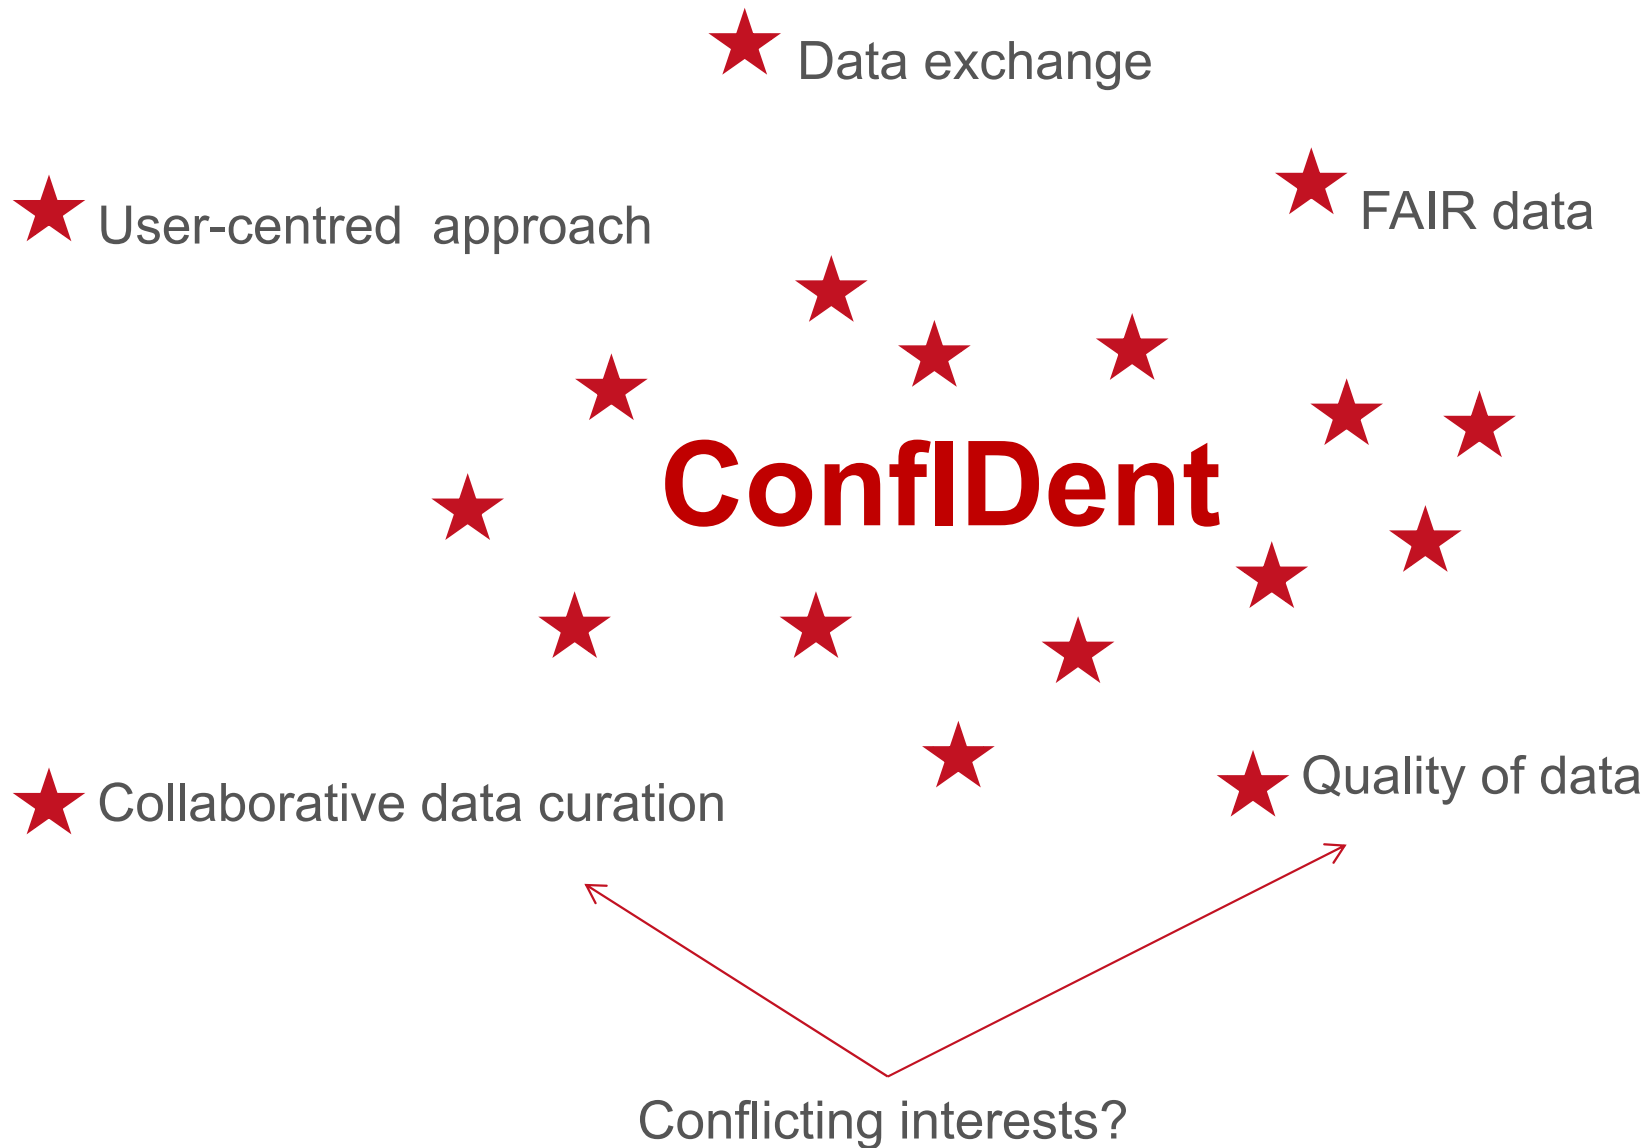 Data exchange
FAIR data
User-centred  approach
ConfIDent
Quality of data
Collaborative data curation
Conflicting interests?